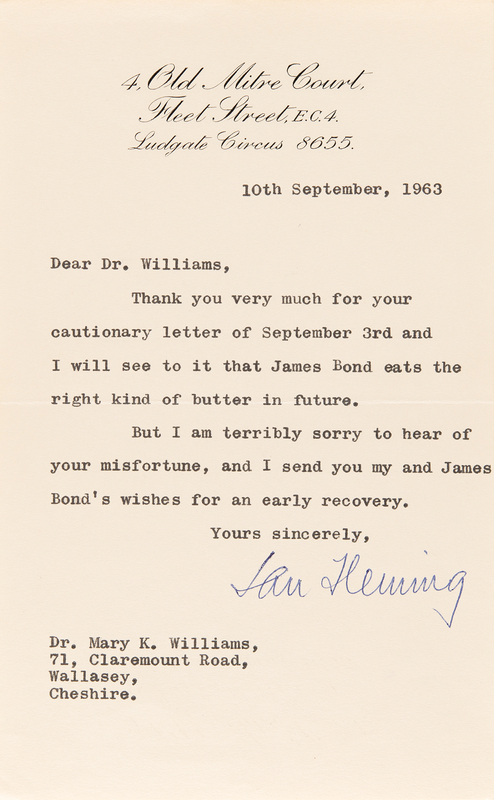 4, Old Mitre Court,
Fleet Street, E.C.4.
Ludgate Circus 8655.
10th September, 1963
Dear Dr. Williams,
Thank you very much for your
cautionary letter of September 3rd and
I will see to it that James Bond eats the
right kind of butter in future.
But I am terribly sorry to hear of
your misfortune, and I send you my and James
Bond's wishes for an early recovery.
Yours sincerely,
Ian Fleming
Dr. Mary K. Williams,
71, Claremount Road,
Wallasey,
Cheshire.